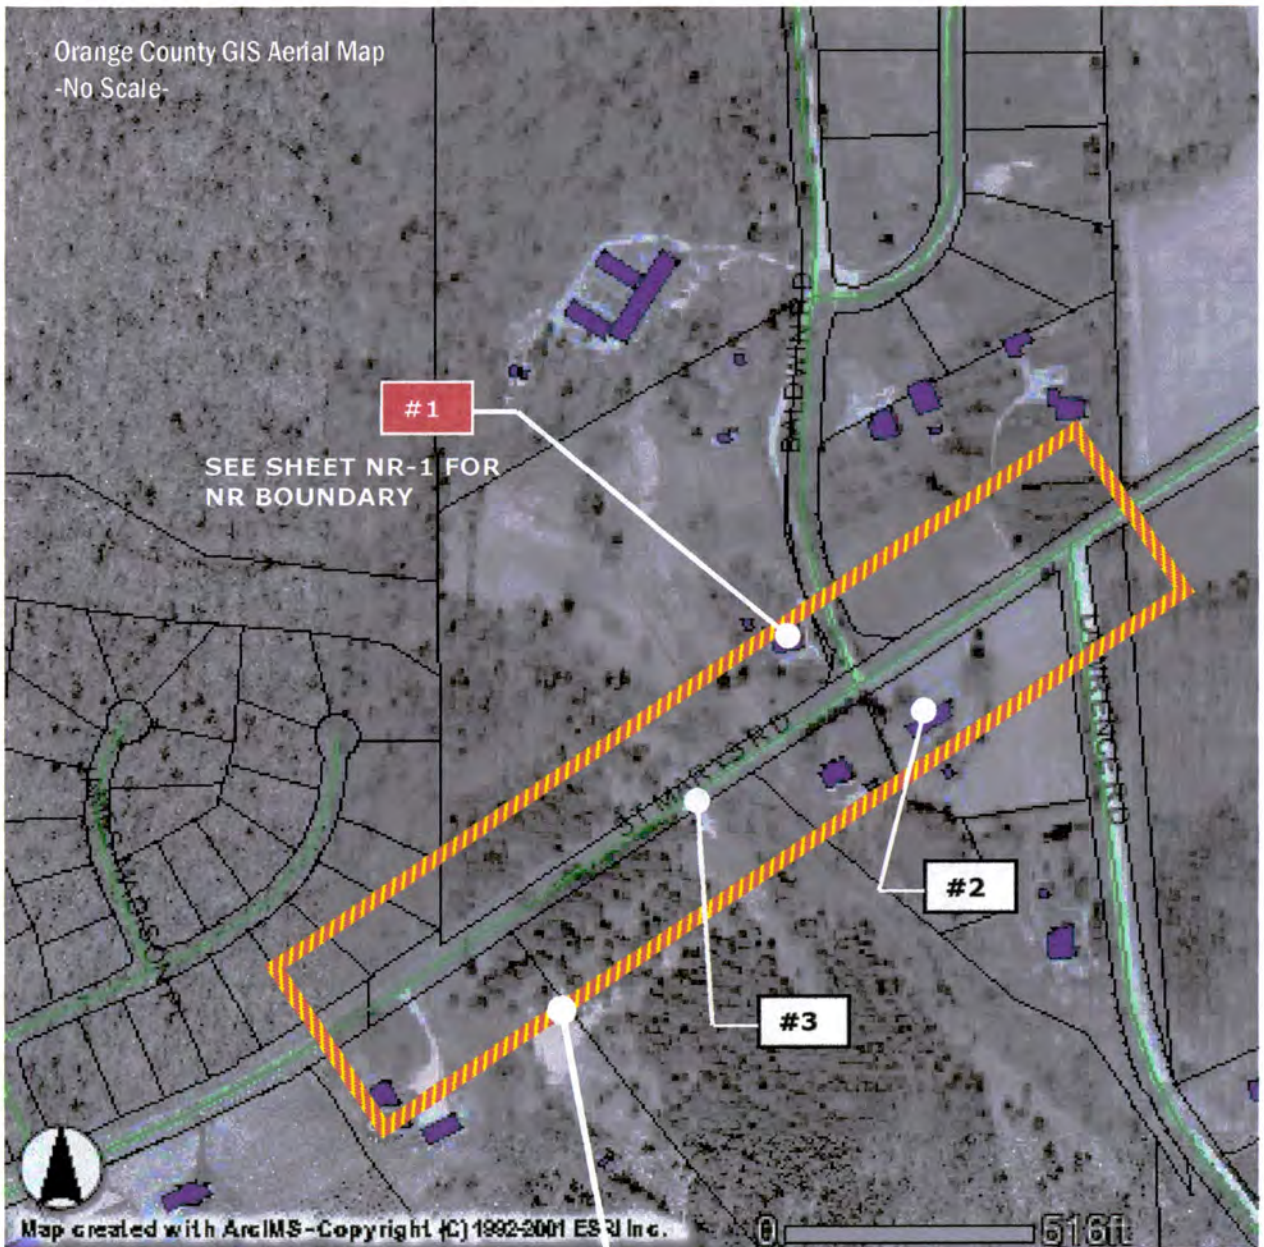 Orange County GIS Aerial Map
-No Scale-
BALDWIN RD
#1
SEE SHEET NR-1 FOR
NR BOUNDARY
ST MARYS RD
#2
#3
Map created with ArcIMS - Copyright (C) 1992-2001 ESRI Inc.
0 516ft